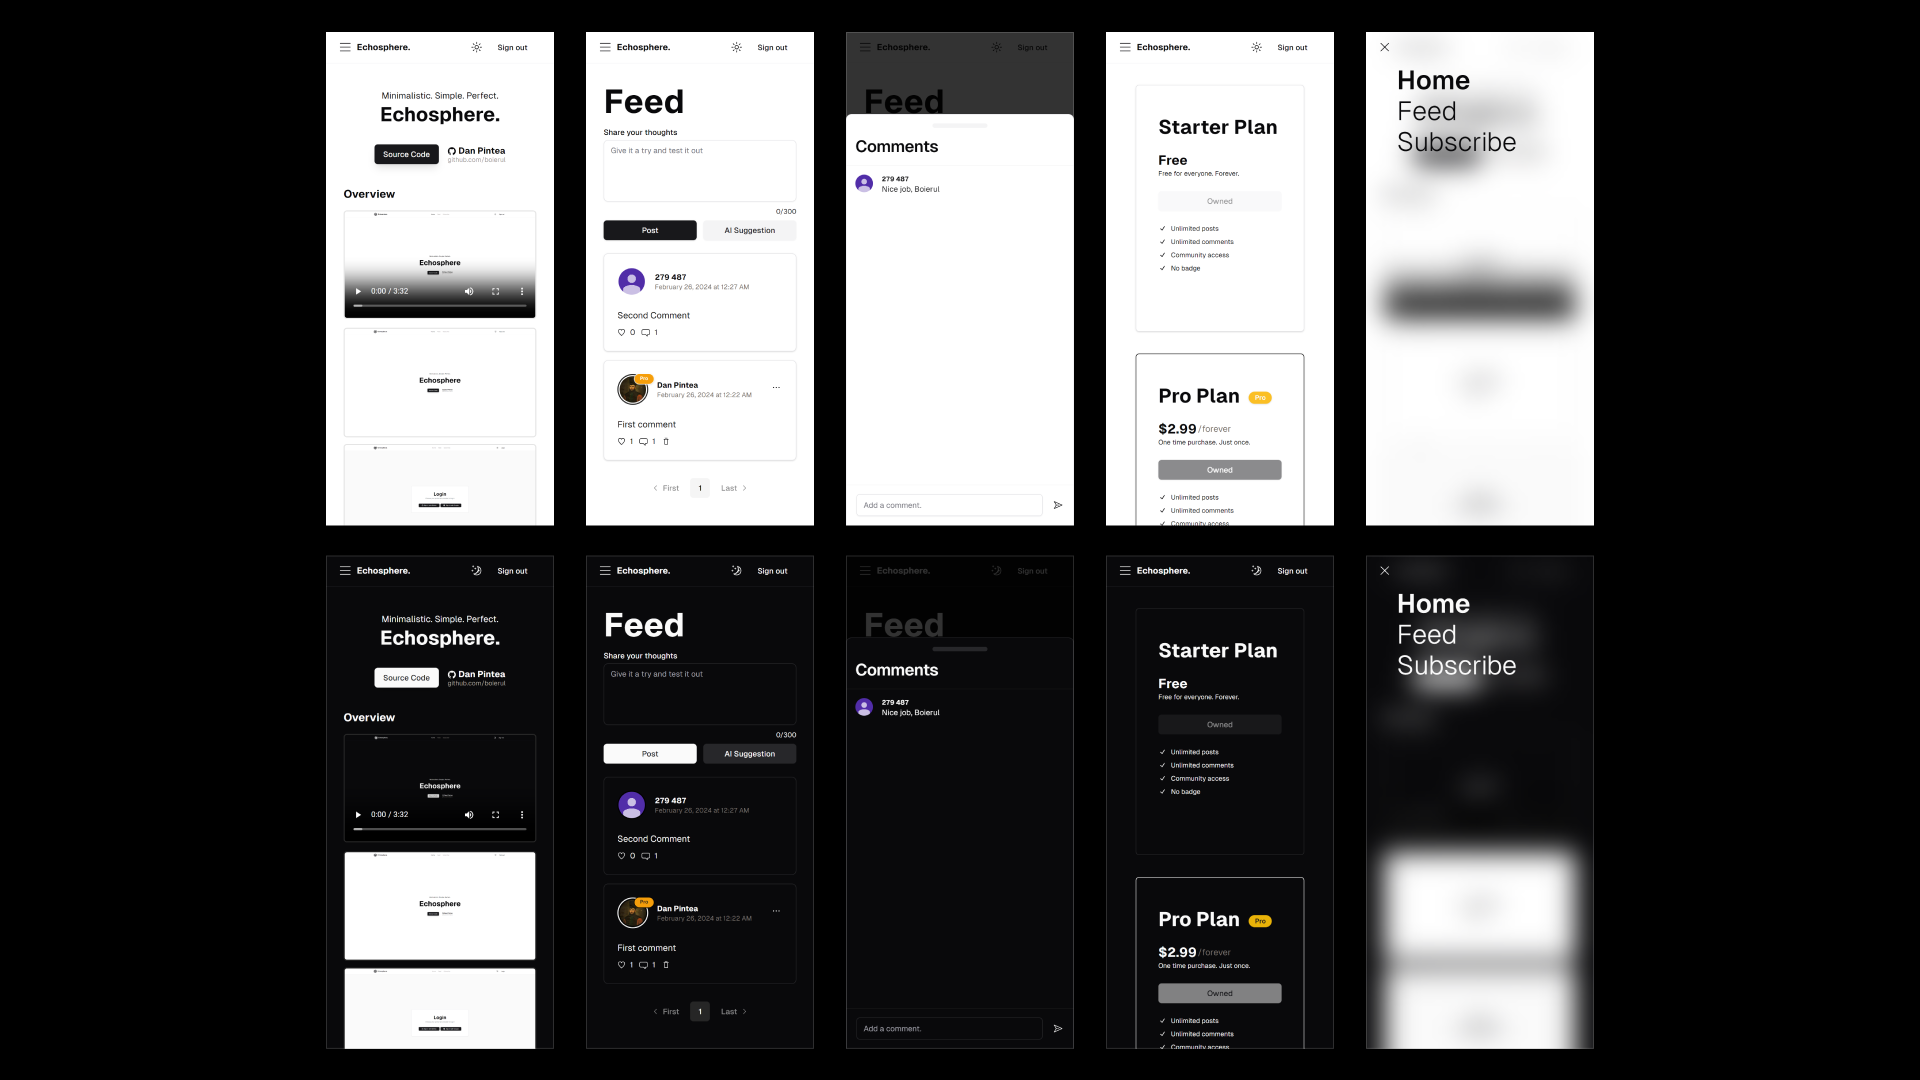 Echosphere.
Sign out
Minimalistic. Simple. Perfect.
Echosphere.
Source Code
Dan Pintea
github.com/boierul
Overview
Echosphere
0:00 / 3:32
Echosphere
Login
Echosphere.
Sign out
Feed
Share your thoughts
Give it a try and test it out
0/300
Post
AI Suggestion
279 487
February 26, 2024 at 12:27 AM
Second Comment
0 1
Pro
Dan Pintea
February 26, 2024 at 12:22 AM
First comment
1 1
First 1 Last
Echosphere.
Sign out
Feed
Comments
279 487
Nice job, Boierul
Add a comment.
Echosphere.
Sign out
Starter Plan
Free
Free for everyone. Forever.
Owned
Unlimited posts
Unlimited comments
Community access
No badge
Pro Plan Pro
$2.99/forever
One time purchase. Just once.
Owned
Unlimited posts
Unlimited comments
Community access
Home
Feed
Subscribe
Echosphere.
Sign out
Minimalistic. Simple. Perfect.
Echosphere.
Source Code
Dan Pintea
github.com/boierul
Overview
Echosphere
0:00 / 3:32
Echosphere
Login
Echosphere.
Sign out
Feed
Share your thoughts
Give it a try and test it out
0/300
Post
AI Suggestion
279 487
February 26, 2024 at 12:27 AM
Second Comment
0 1
Pro
Dan Pintea
February 26, 2024 at 12:22 AM
First comment
1 1
First 1 Last
Echosphere.
Sign out
Feed
Comments
279 487
Nice job, Boierul
Add a comment.
Echosphere.
Sign out
Starter Plan
Free
Free for everyone. Forever.
Owned
Unlimited posts
Unlimited comments
Community access
No badge
Pro Plan Pro
$2.99/forever
One time purchase. Just once.
Owned
Unlimited posts
Unlimited comments
Community access
Home
Feed
Subscribe